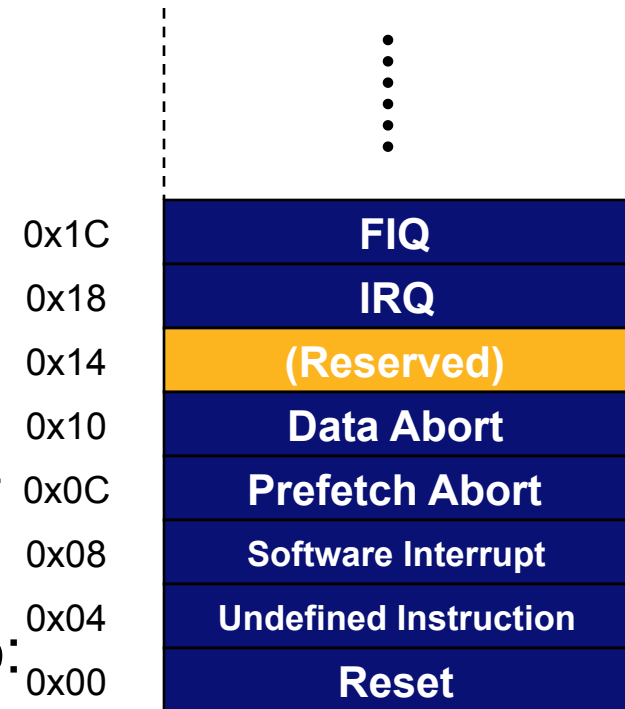 0x1C FIQ
0x18 IRQ
0x14 (Reserved)
0x10 Data Abort
0x0C Prefetch Abort
0x08 Software Interrupt
0x04 Undefined Instruction
0x00 Reset